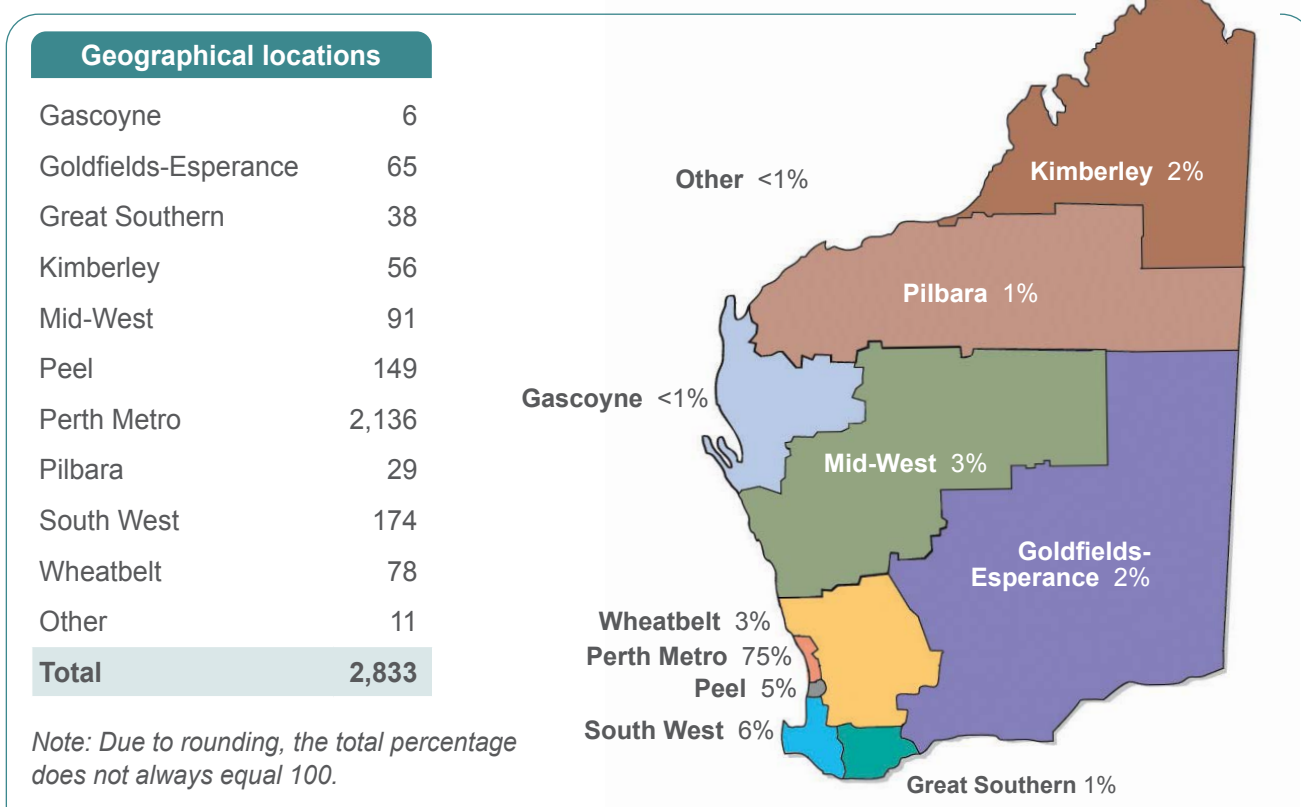 Geographical locations
Gascoyne 6
Goldfields-Esperance 65
Great Southern 38
Kimberley 56
Mid-West 91
Peel 149
Perth Metro 2,136
Pilbara 29
South West 174
Wheatbelt 78
Other 11
Total 2,833
Note: Due to rounding, the total percentage
does not always equal 100.
Other <1%
Kimberley 2%
Pilbara 1%
Gascoyne <1%
Mid-West 3%
Goldfields-
Esperance 2%
Wheatbelt 3%
Perth Metro 75%
Peel 5%
South West 6%
Great Southern 1%